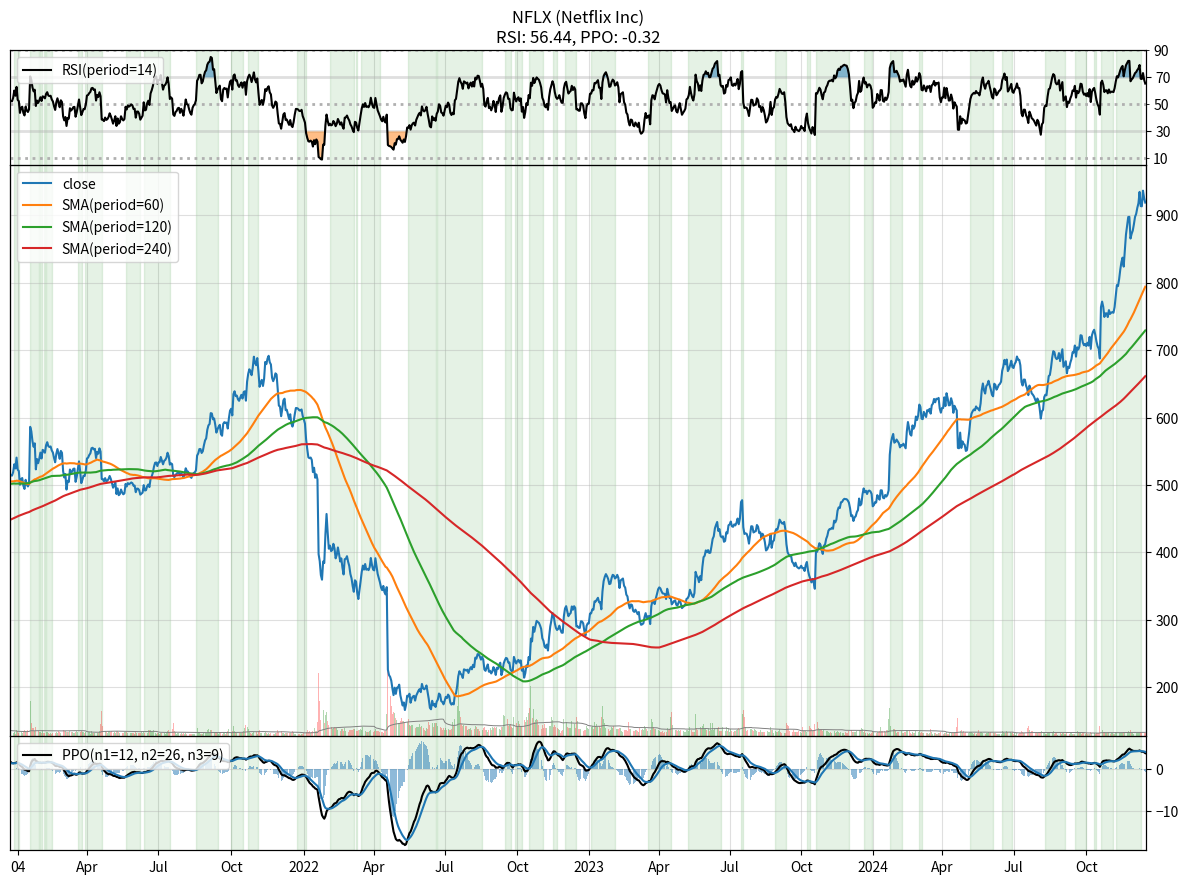 NFLX (Netflix Inc)
RSI: 56.44, PPO: -0.32
RSI(period=14)
90
70
50
30
10
close
SMA(period=60)
SMA(period=120)
SMA(period=240)
900
800
700
600
500
400
300
200
PPO(n1=12, n2=26, n3=9)
0
−10
04 Apr Jul Oct 2022 Apr Jul Oct 2023 Apr Jul Oct 2024 Apr Jul Oct